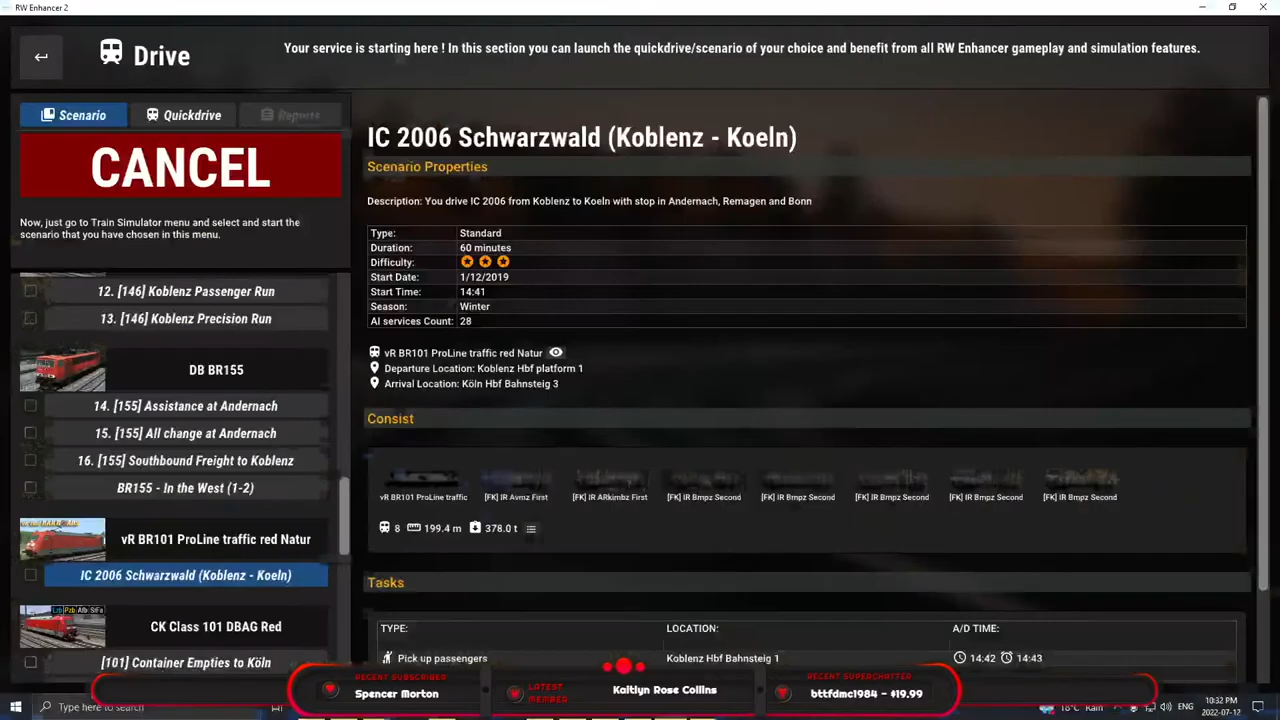 RW Enhancer 2
Drive
Your service is starting here ! In this section you can launch the quickdrive/scenario of your choice and benefit from all RW Enhancer gameplay and simulation features.
Scenario
Quickdrive
Reports
CANCEL
Now, just go to Train Simulator menu and select and start the
scenario that you have chosen in this menu.
12. [146] Koblenz Passenger Run
13. [146] Koblenz Precision Run
DB BR155
14. [155] Assistance at Andernach
15. [155] All change at Andernach
16. [155] Southbound Freight to Koblenz
BR155 - In the West (1-2)
vR BR101 ProLine traffic red Natur
IC 2006 Schwarzwald (Koblenz - Koeln)
CK Class 101 DBAG Red
[101] Container Empties to Köln
IC 2006 Schwarzwald (Koblenz - Koeln)
Scenario Properties
Description: You drive IC 2006 from Koblenz to Koeln with stop in Andernach, Remagen and Bonn
Type: Standard
Duration: 60 minutes
Difficulty:
Start Date: 1/12/2019
Start Time: 14:41
Season: Winter
AI services Count: 28
vR BR101 ProLine traffic red Natur
Departure Location: Koblenz Hbf platform 1
Arrival Location: Köln Hbf Bahnsteig 3
Consist
vR BR101 ProLine traffic
[FK] IR Avmz First
[FK] IR ARkimbz First
[FK] IR Bmpz Second
[FK] IR Bmpz Second
[FK] IR Bmpz Second
[FK] IR Bmpz Second
[FK] IR Bmpz Second
8 199.4 m 378.0 t
Tasks
TYPE: LOCATION: A/D TIME:
Pick up passengers Koblenz Hbf Bahnsteig 1 14:42 14:43
RECENT SUBSCRIBER
Spencer Morton
LATEST
MEMBER
Kaitlyn Rose Collins
RECENT SUPERCHATTER
bttfdmc1984 - $19.99
Type here to search
18°C Rain
ENG
10:32 PM
2022-07-12